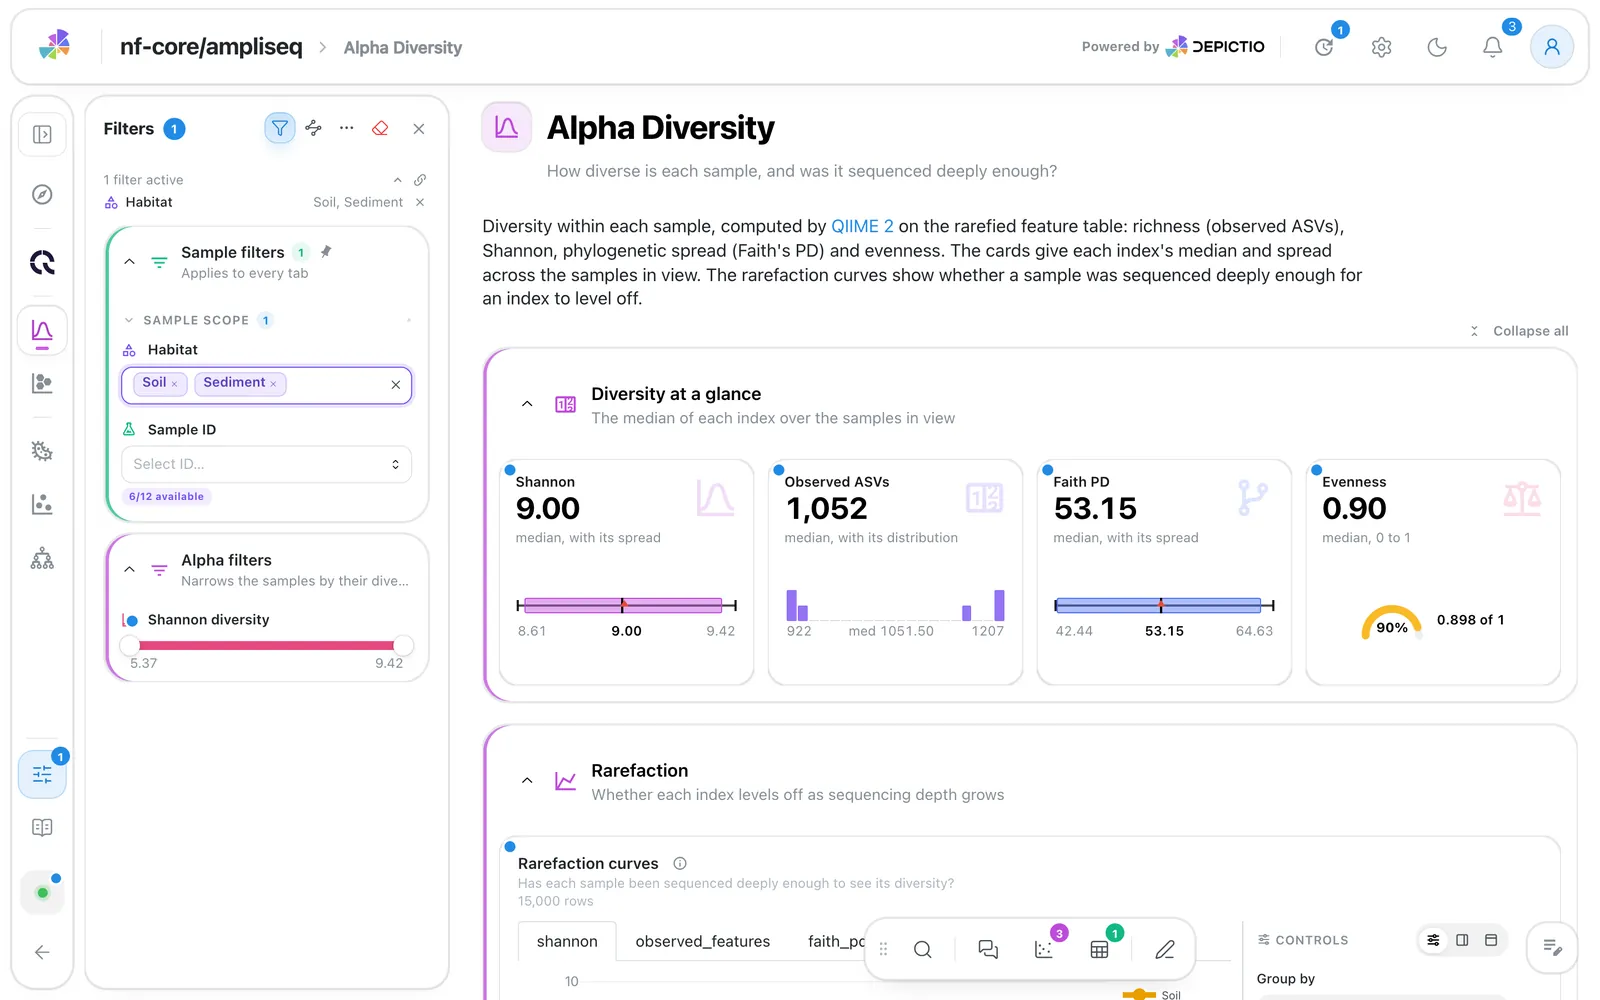 nf-core/ampliseq
Alpha Diversity
Powered by DEPICTIO
1
3
Filters 1
1 filter active
Habitat
Soil, Sediment
Sample filters 1
Applies to every tab
SAMPLE SCOPE 1
Habitat
Soil ×
Sediment ×
Sample ID
Select ID...
6/12 available
Alpha filters
Narrows the samples by their dive...
Shannon diversity
5.37
9.42
1
Alpha Diversity
How diverse is each sample, and was it sequenced deeply enough?
Diversity within each sample, computed by QIIME 2 on the rarefied feature table: richness (observed ASVs),
Shannon, phylogenetic spread (Faith's PD) and evenness. The cards give each index's median and spread
across the samples in view. The rarefaction curves show whether a sample was sequenced deeply enough for
an index to level off.
Collapse all
Diversity at a glance
The median of each index over the samples in view
Shannon
9.00
median, with its spread
8.61
9.00
9.42
Observed ASVs
1,052
median, with its distribution
922
med 1051.50
1207
Faith PD
53.15
median, with its spread
42.44
53.15
64.63
Evenness
0.90
median, 0 to 1
90%
0.898 of 1
Rarefaction
Whether each index levels off as sequencing depth grows
Rarefaction curves
Has each sample been sequenced deeply enough to see its diversity?
15,000 rows
shannon
observed_features
faith_pd
3
1
CONTROLS
Group by
10
Soil